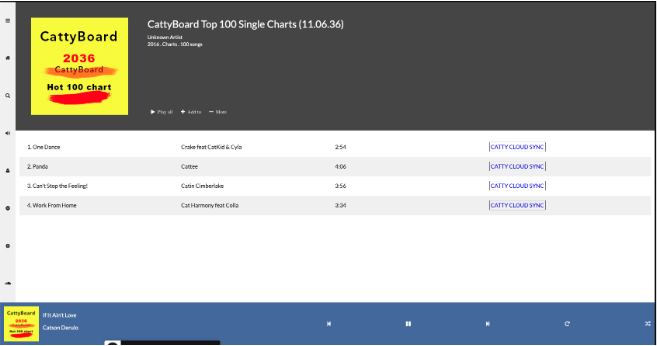 CattyBoard
2036
CattyBoard
Hot 100 chart
CattyBoard Top 100 Single Charts (11.06.36)
Unknown Artist
2016 . Charts . 100 songs
Play all Add to More
1. One Dance Crake feat CatKid & Cyla 2:54 CATTY CLOUD SYNC
2. Panda Cattee 4:06 CATTY CLOUD SYNC
3. Can't Stop the Feeling! Catin Cimberlake 3:56 CATTY CLOUD SYNC
4. Work From Home Cat Harmony feat Colla 3:34 CATTY CLOUD SYNC
CattyBoard
2036
Hot 100 chart
If It Ain't Love
Catson Derulo